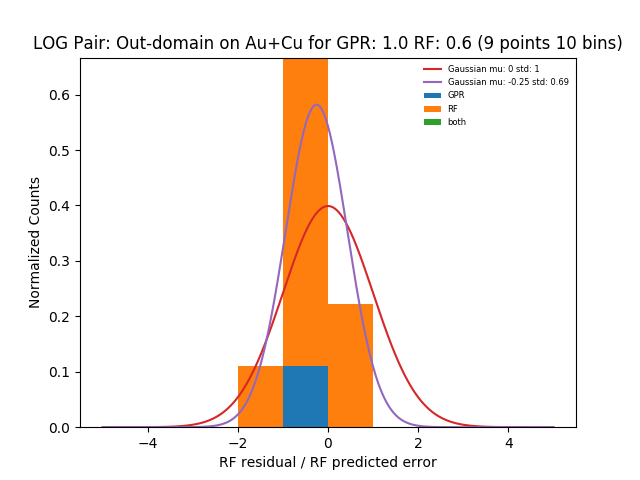 LOG Pair: Out-domain on Au+Cu for GPR: 1.0 RF: 0.6 (9 points 10 bins)
Gaussian mu: 0 std: 1
Gaussian mu: -0.25 std: 0.69
GPR
RF
both
Normalized Counts
0.6
0.5
0.4
0.3
0.2
0.1
0.0
−4 −2 0 2 4
RF residual / RF predicted error